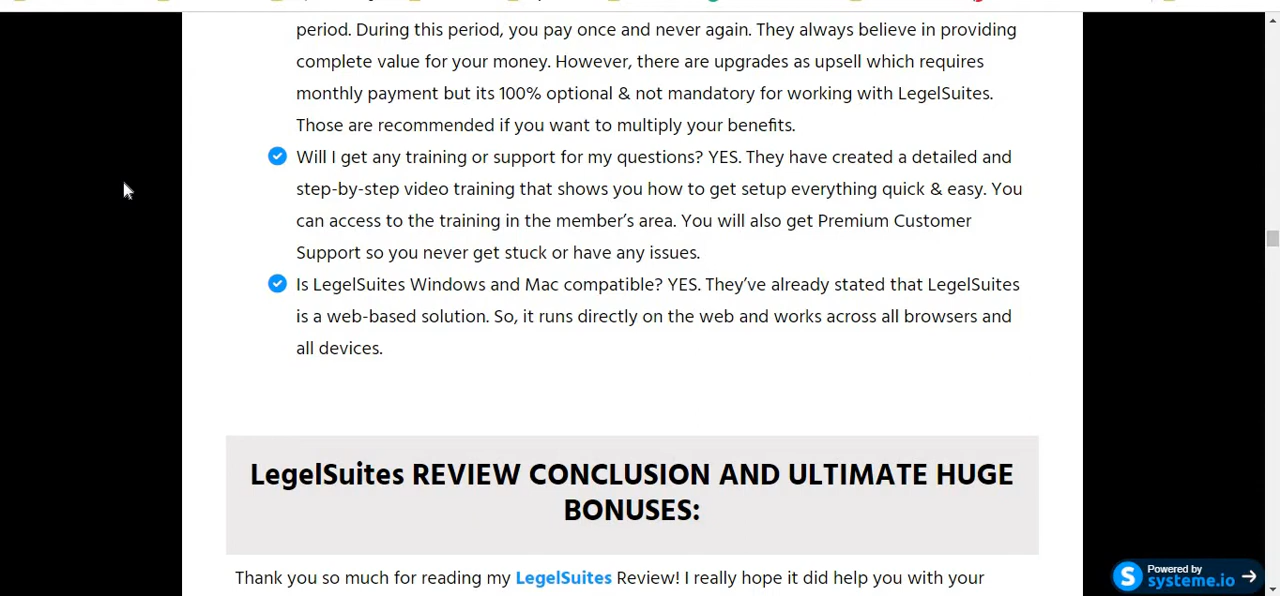 period. During this period, you pay once and never again. They always believe in providing
complete value for your money. However, there are upgrades as upsell which requires
monthly payment but its 100% optional & not mandatory for working with LegelSuites.
Those are recommended if you want to multiply your benefits.
Will I get any training or support for my questions? YES. They have created a detailed and
step-by-step video training that shows you how to get setup everything quick & easy. You
can access to the training in the member’s area. You will also get Premium Customer
Support so you never get stuck or have any issues.
Is LegelSuites Windows and Mac compatible? YES. They’ve already stated that LegelSuites
is a web-based solution. So, it runs directly on the web and works across all browsers and
all devices.
LegelSuites REVIEW CONCLUSION AND ULTIMATE HUGE
BONUSES:
Thank you so much for reading my LegelSuites Review! I really hope it did help you with your
Powered by
systeme.io